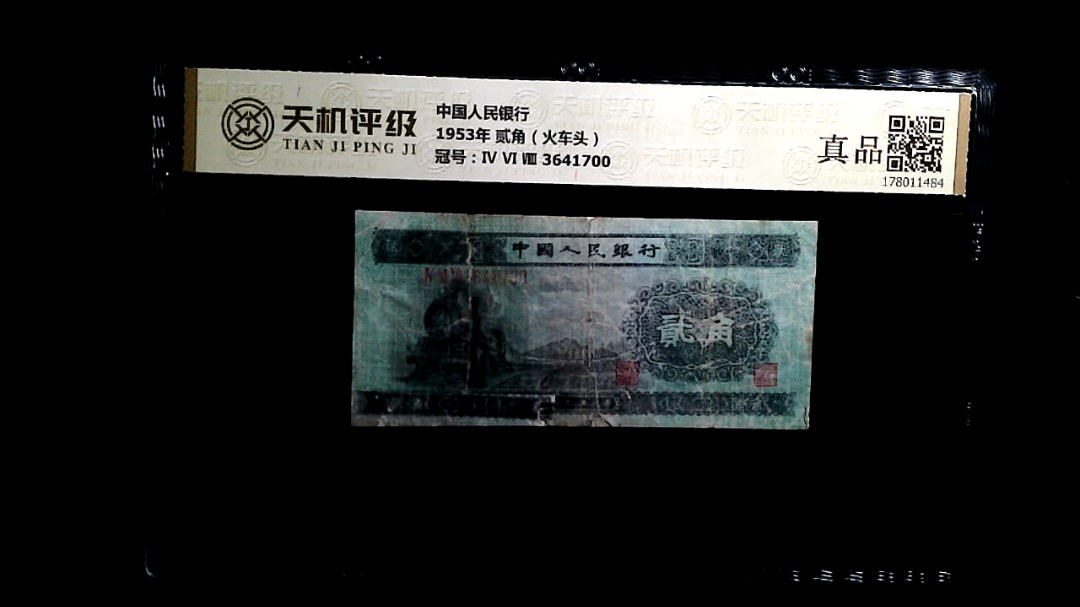 天机评级
TIAN JI PING JI
中国人民银行
1953年 贰角（火车头）
冠号：Ⅳ Ⅵ Ⅷ 3641700
真品
178011484
中國人民銀行
貳角